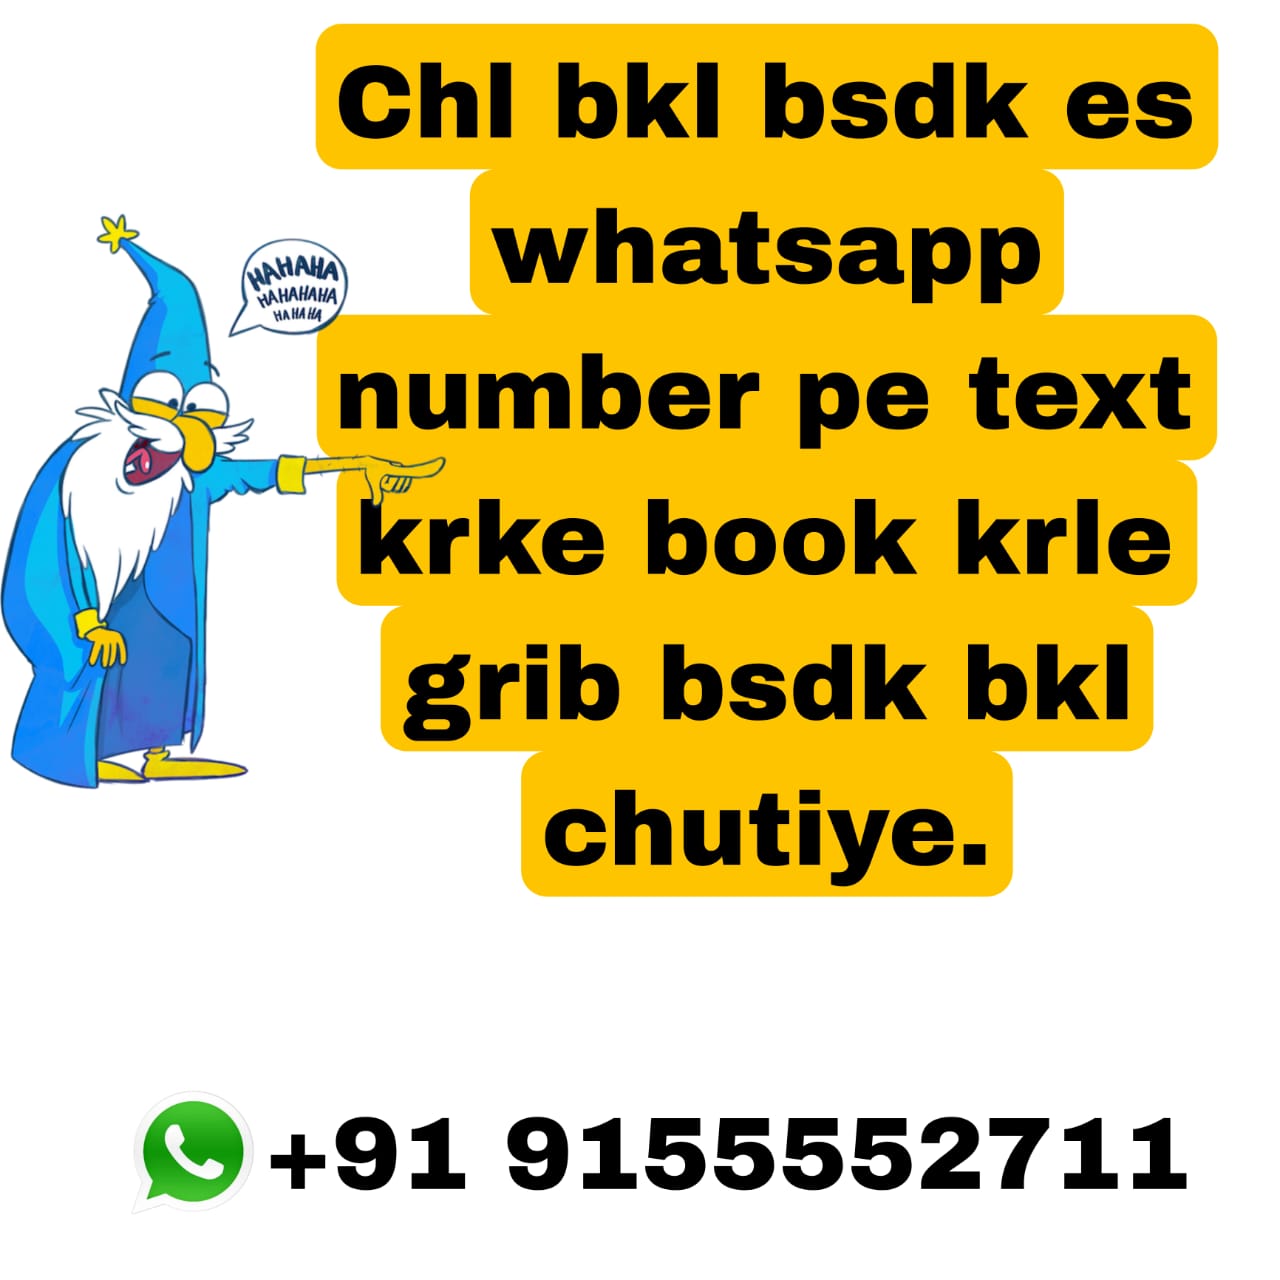 Chl bkl bsdk es
whatsapp
number pe text
krke book krle
grib bsdk bkl
chutiye.
HAHAHA
HAHAHAHA
HA HA HA
+91 9155552711